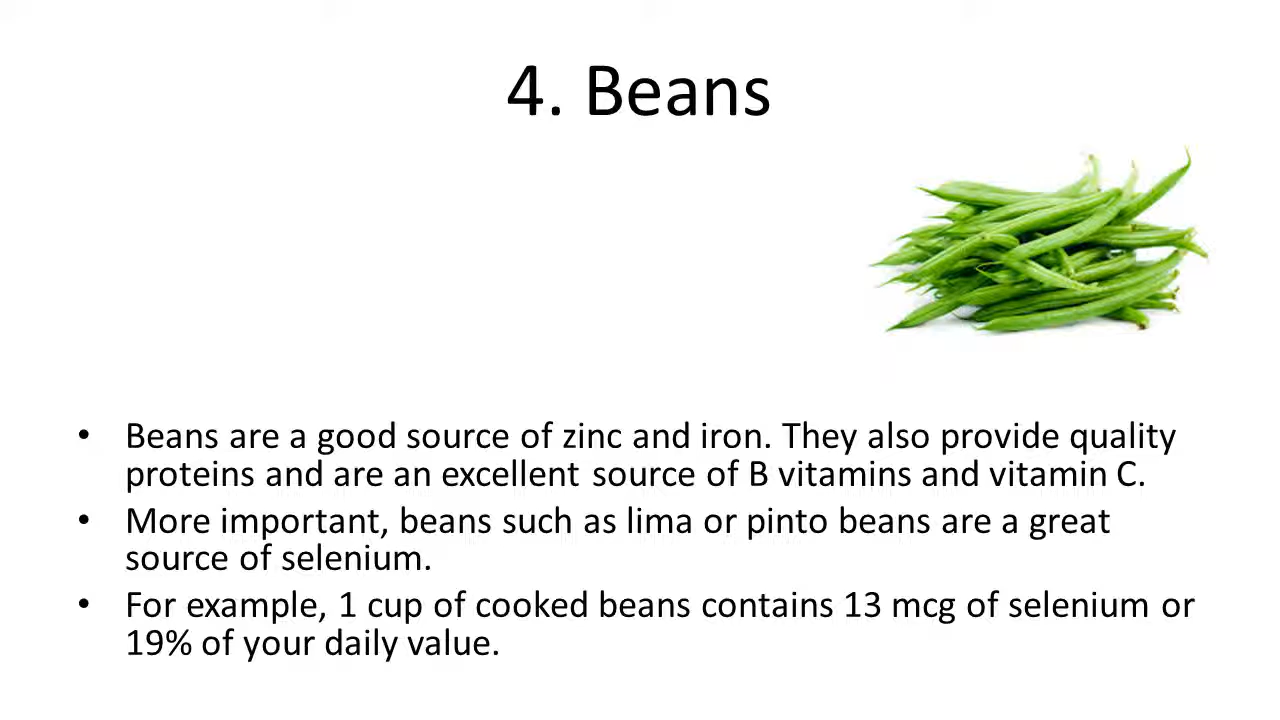 4. Beans
• Beans are a good source of zinc and iron. They also provide quality
proteins and are an excellent source of B vitamins and vitamin C.
• More important, beans such as lima or pinto beans are a great
source of selenium.
• For example, 1 cup of cooked beans contains 13 mcg of selenium or
19% of your daily value.